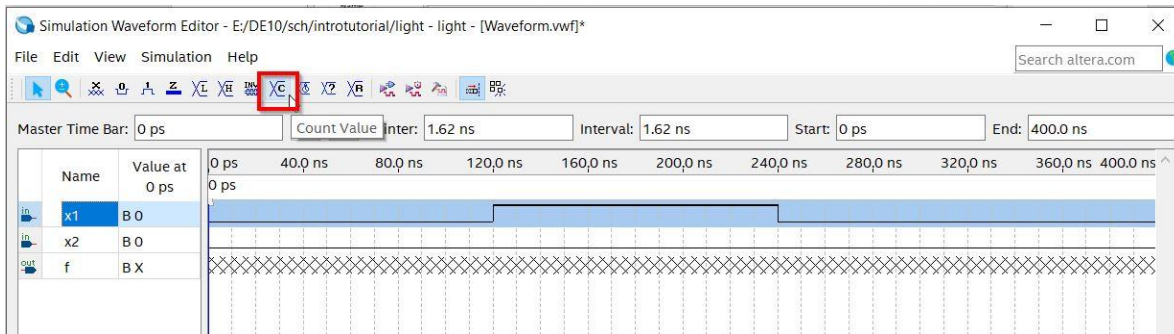 Simulation Waveform Editor - E:/DE10/sch/introtutorial/light - light - [Waveform.vwf]*
File Edit View Simulation Help
Search altera.com
Master Time Bar: 0 ps Count Value inter: 1.62 ns Interval: 1.62 ns Start: 0 ps End: 400.0 ns
Name Value at 0 ps
0 ps 40.0 ns 80.0 ns 120.0 ns 160.0 ns 200.0 ns 240.0 ns 280.0 ns 320.0 ns 360.0 ns 400.0 ns
0 ps
in x1 B 0
in x2 B 0
out f B X